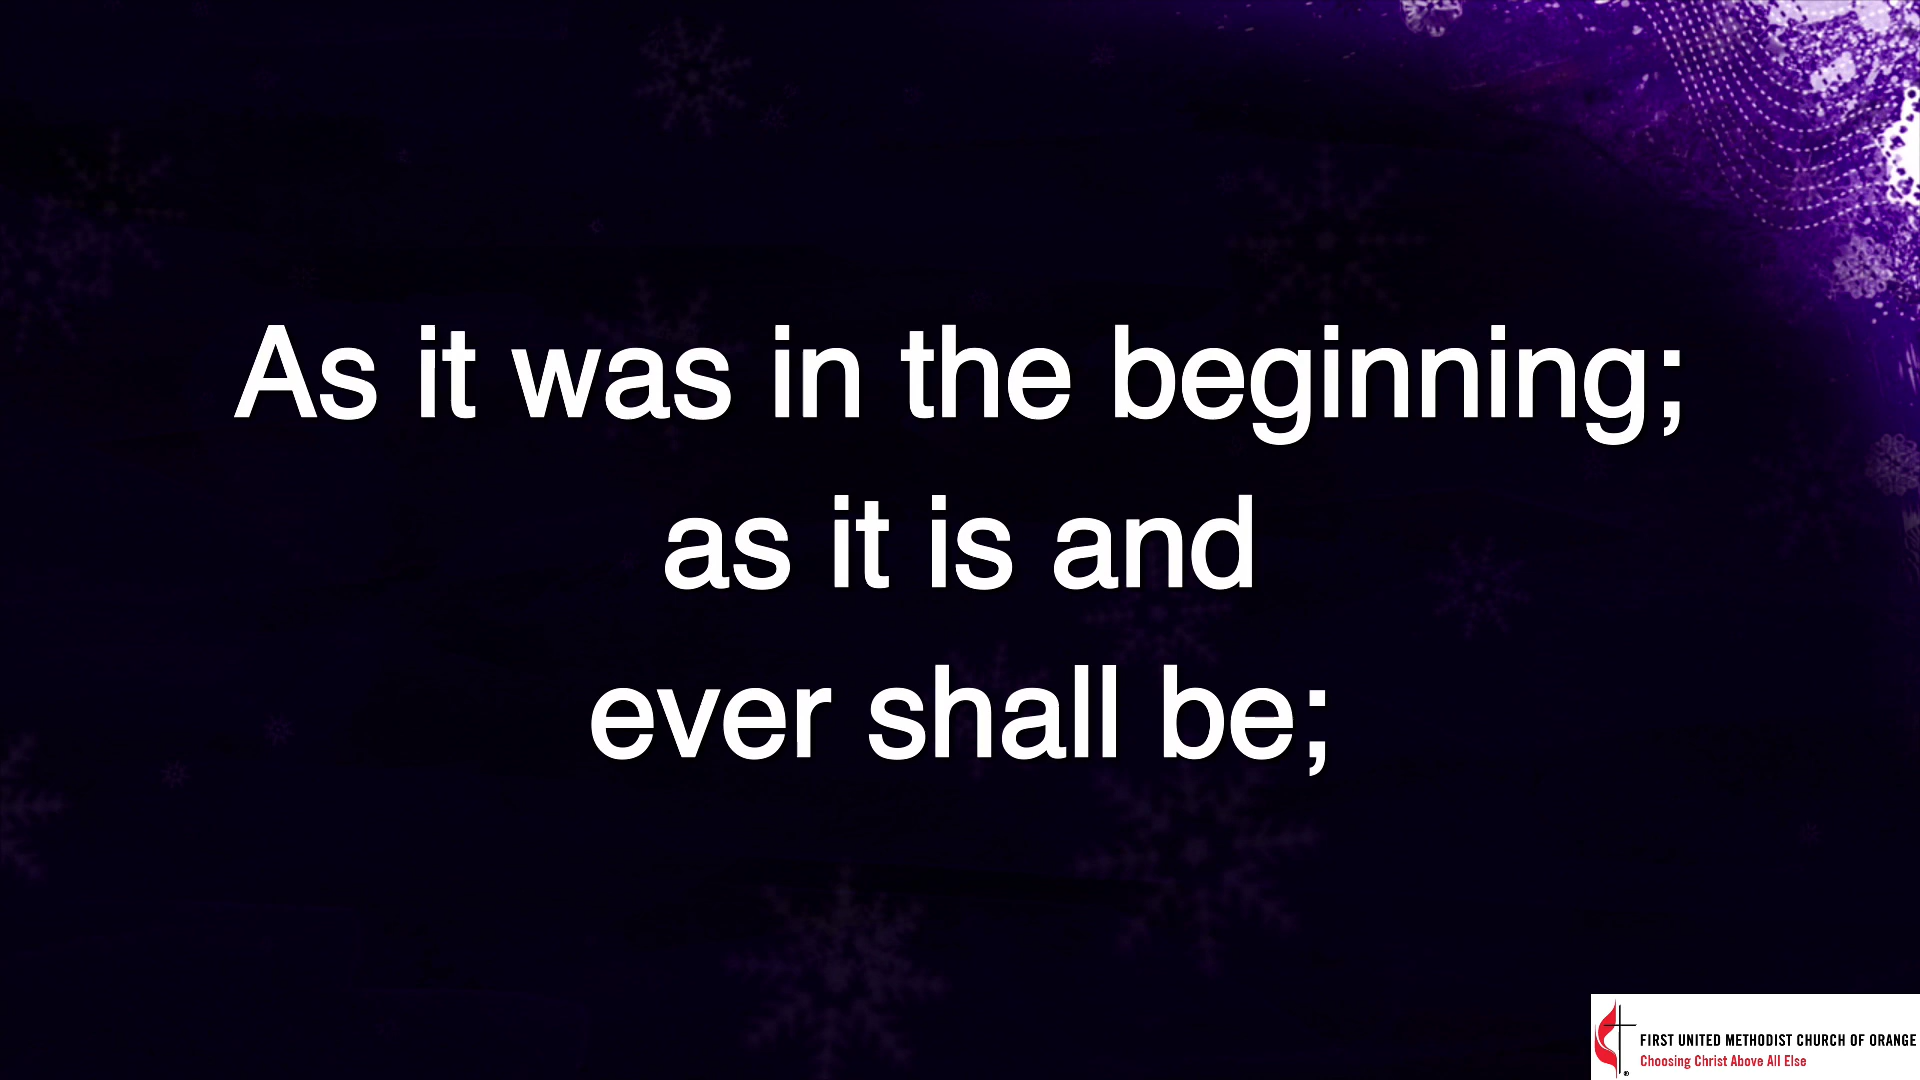 As it was in the beginning;
as it is and
ever shall be;
FIRST UNITED METHODIST CHURCH OF ORANGE
Choosing Christ Above All Else